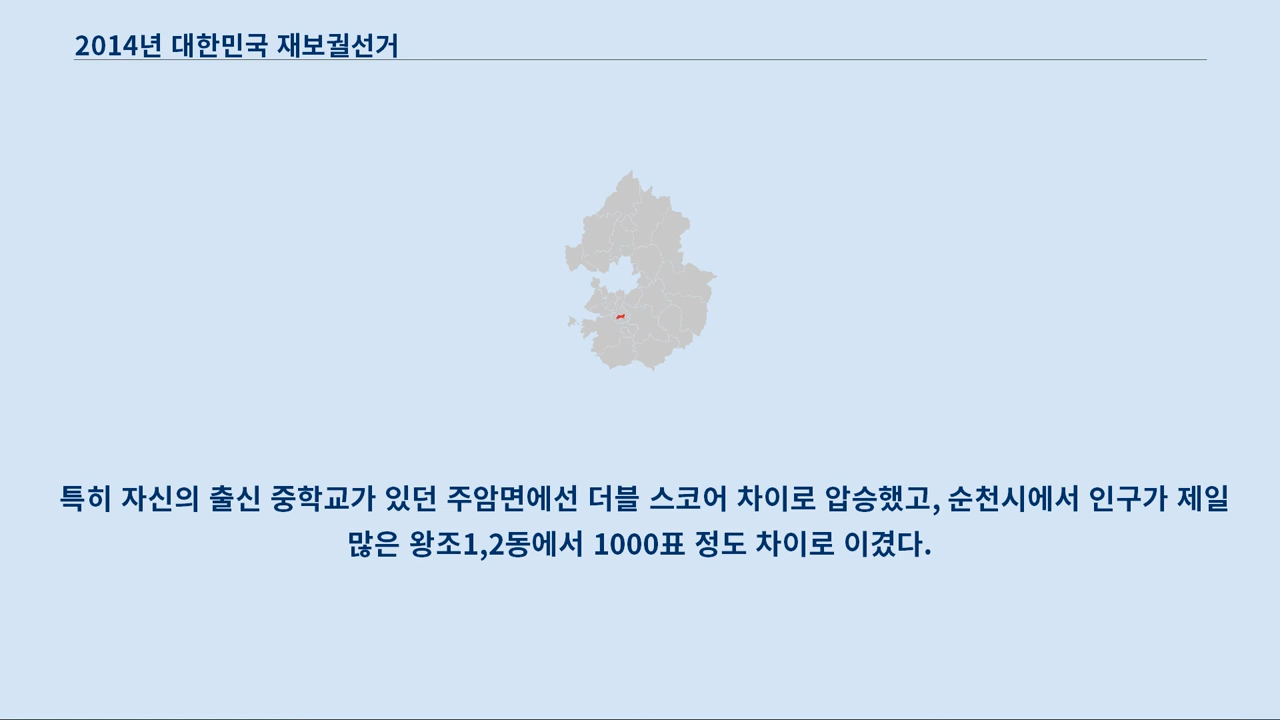 2014년 대한민국 재보궐선거
특히 자신의 출신 중학교가 있던 주암면에선 더블 스코어 차이로 압승했고, 순천시에서 인구가 제일
많은 왕조1,2동에서 1000표 정도 차이로 이겼다.